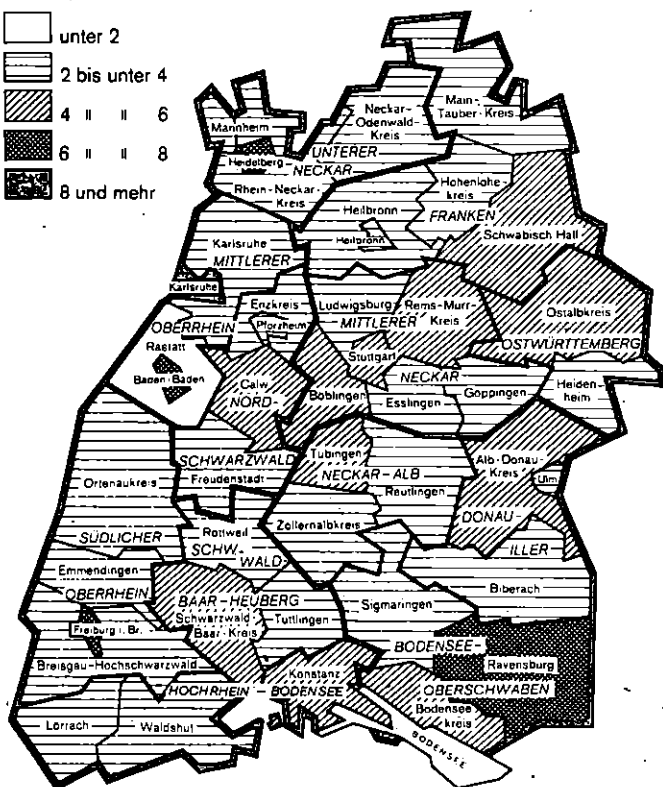 unter 2
2 bis unter 4
4 " " 6
6 " " 8
8 und mehr
Mannheim
Heidelberg
Neckar-
Odenwald-
Kreis
Main-
Tauber-Kreis
UNTERER
NECKAR
Rhein-Neckar-
Kreis
Hohenlohe
kreis
FRANKEN
Heilbronn
Heilbronn
Schwäbisch Hall
Karlsruhe
MITTLERER
Karlsruhe
Enzkreis
OBERRHEIN
Pforzheim
Ludwigsburg
MITTLERER
Rems-Murr-
Kreis
Ostalbkreis
OSTWÜRTTEMBERG
Rastatt
Baden-Baden
Stuttgart
Calw
NORD-
Böblingen
NECKAR
Esslingen
Göppingen
Heiden-
heim
SCHWARZWALD
Freudenstadt
Tübingen
NECKAR-ALB
Reutlingen
Alb-Donau-
Kreis
Ulm
DONAU-
ILLER
Ortenaukreis
SÜDLICHER
Rottweil
SCHW.
WALD
Zollernalbkreis
Emmendingen
OBERRHEIN
BAAR-HEUBERG
Schwarzwald
Baar-Kreis
Tuttlingen
Sigmaringen
Biberach
Freiburg i. Br.
Breisgau-Hochschwarzwald
Konstanz
BODENSEE-
Ravensburg
OBERSCHWABEN
HOCHRHEIN-BODENSEE
Bodensee
kreis
Lörrach
Waldshut
BODENSEE